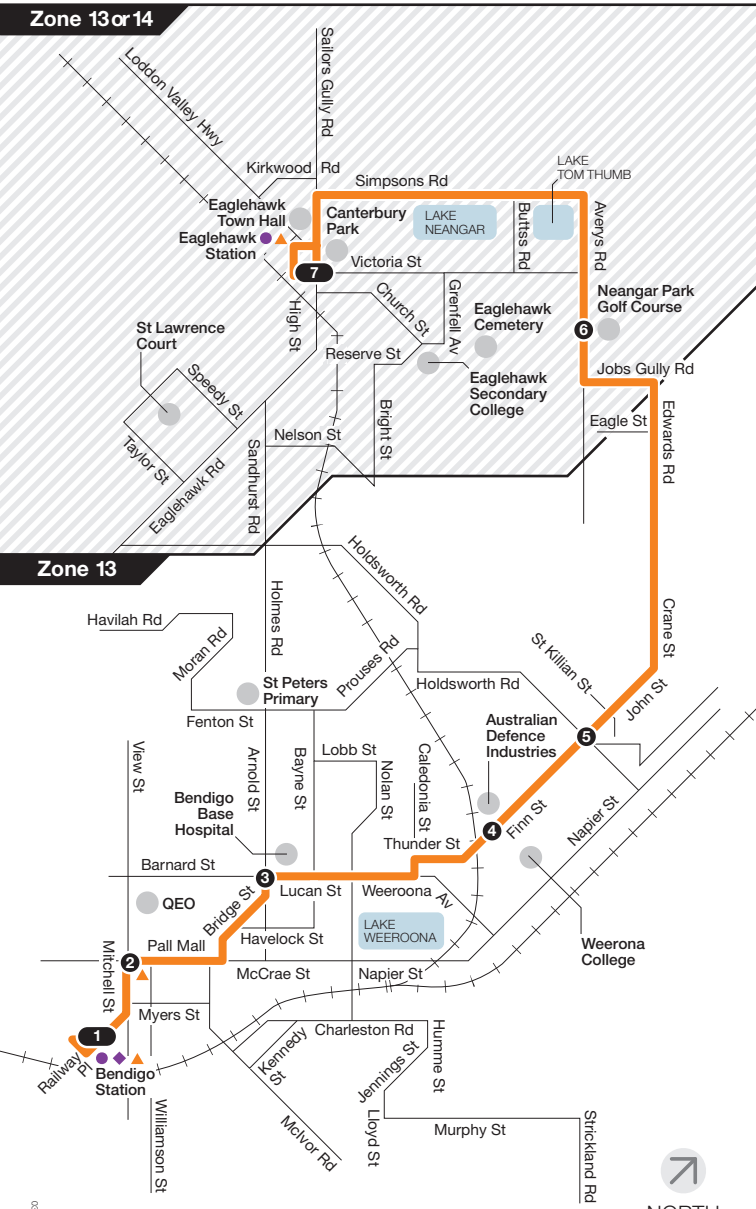 Zone 13 or 14
Loddon Valley Hwy
Sailors Gully Rd
Kirkwood Rd
Simpsons Rd
LAKE
TOM THUMB
Eaglehawk
Town Hall
Eaglehawk
Station
Canterbury
Park
LAKE
NEANGAR
Buttss Rd
Averys Rd
7
Victoria St
High St
Church St
Grenfell Av
Eaglehawk
Cemetery
Neangar Park
Golf Course
6
St Lawrence
Court
Reserve St
Eaglehawk
Secondary
College
Jobs Gully Rd
Speedy St
Taylor St
Bright St
Eagle St
Edwards Rd
Nelson St
Eaglehawk Rd
Sandhurst Rd
Zone 13
Holdsworth Rd
Havilah Rd
Moran Rd
Holmes Rd
Prouses Rd
Crane St
St Killian St
John St
St Peters
Primary
Holdsworth Rd
Fenton St
Australian
Defence
Industries
5
View St
Arnold St
Bayne St
Lobb St
Nolan St
Caledonia St
Finn St
Napier St
Bendigo
Base
Hospital
4
Thunder St
Barnard St
3
Lucan St
Weeroona
Av
QEO
Bridge St
LAKE
WEEROONA
Weerona
College
Pall Mall
Havelock St
2
Mitchell St
McCrae St
Napier St
Myers St
1
Railway Pl
Bendigo
Station
Charleston Rd
Kennedy
St
Humme St
Jennings St
Williamson St
McIvor Rd
Lloyd St
Murphy St
Strickland Rd
NORTH